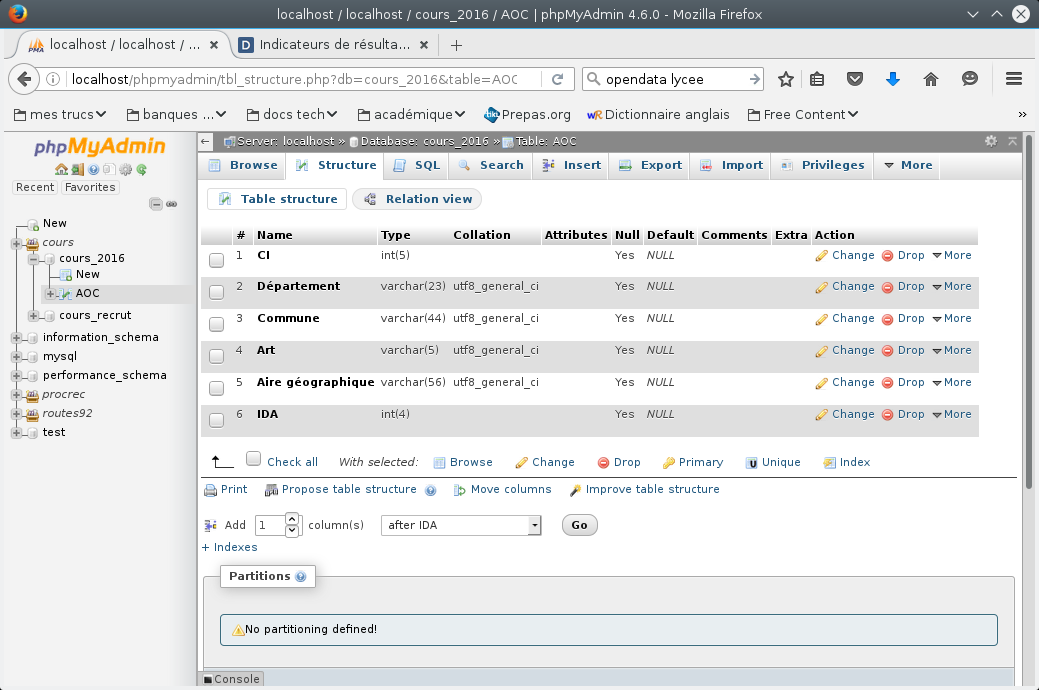 localhost / localhost / cours_2016 / AOC | phpMyAdmin 4.6.0 - Mozilla Firefox
localhost / localhost / ...
Indicateurs de résulta...
localhost/phpmyadmin/tbl_structure.php?db=cours_2016&table=AOC
opendata lycee
mes trucs
banques ...
docs tech
académique
Prepas.org
Dictionnaire anglais
Free Content
»
phpMyAdmin
Recent Favorites
New
cours
cours_2016
New
AOC
cours_recrut
information_schema
mysql
performance_schema
procrec
routes92
test
Server: localhost » Database: cours_2016 » Table: AOC
Browse Structure SQL Search Insert Export Import Privileges More
Table structure Relation view
# Name Type Collation Attributes Null Default Comments Extra Action
1 CI int(5) Yes NULL Change Drop More
2 Département varchar(23) utf8_general_ci Yes NULL Change Drop More
3 Commune varchar(44) utf8_general_ci Yes NULL Change Drop More
4 Art varchar(5) utf8_general_ci Yes NULL Change Drop More
5 Aire géographique varchar(56) utf8_general_ci Yes NULL Change Drop More
6 IDA int(4) Yes NULL Change Drop More
Check all With selected: Browse Change Drop Primary Unique Index
Print Propose table structure Move columns Improve table structure
Add 1 column(s) after IDA Go
+ Indexes
Partitions
No partitioning defined!
Console